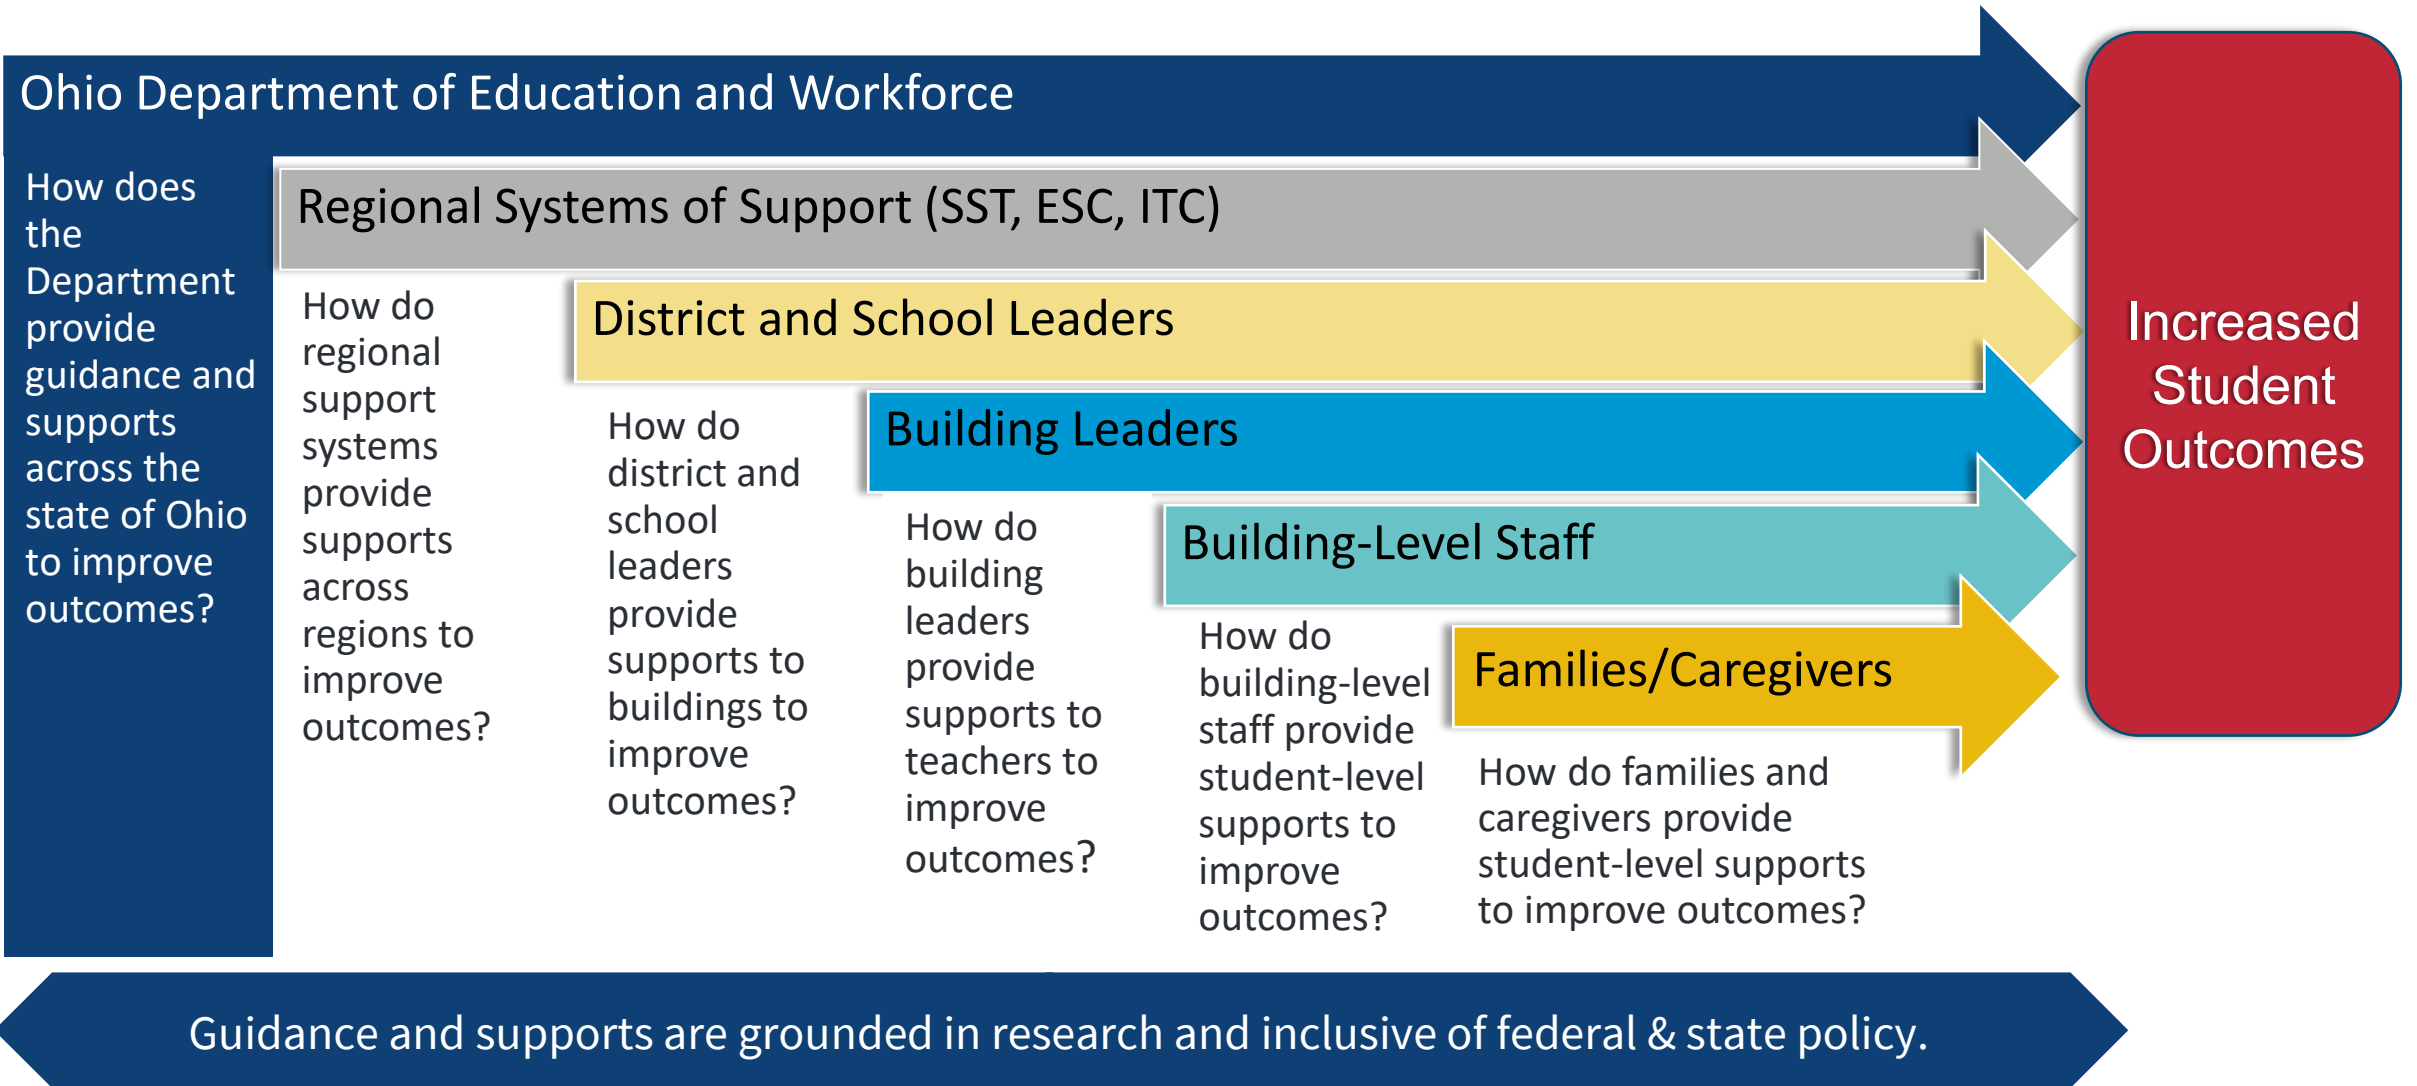 Ohio Department of Education and Workforce
How does
the
Department
provide
guidance and
supports
across the
state of Ohio
to improve
outcomes?
Regional Systems of Support (SST, ESC, ITC)
How do
regional
support
systems
provide
supports
across
regions to
improve
outcomes?
District and School Leaders
How do
district and
school
leaders
provide
supports to
buildings to
improve
outcomes?
Building Leaders
How do
building
leaders
provide
supports to
teachers to
improve
outcomes?
Building-Level Staff
How do
building-level
staff provide
student-level
supports to
improve
outcomes?
Families/Caregivers
How do families and
caregivers provide
student-level supports
to improve outcomes?
Increased
Student
Outcomes
Guidance and supports are grounded in research and inclusive of federal & state policy.